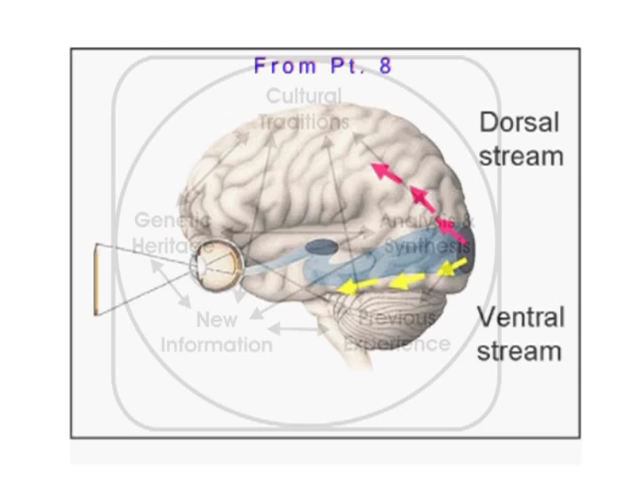 From Pt. 8
Cultural
Traditions
Dorsal
stream
Genetic
Heritage
Analysis &
Synthesis
New
Information
Previous
Experience
Ventral
stream